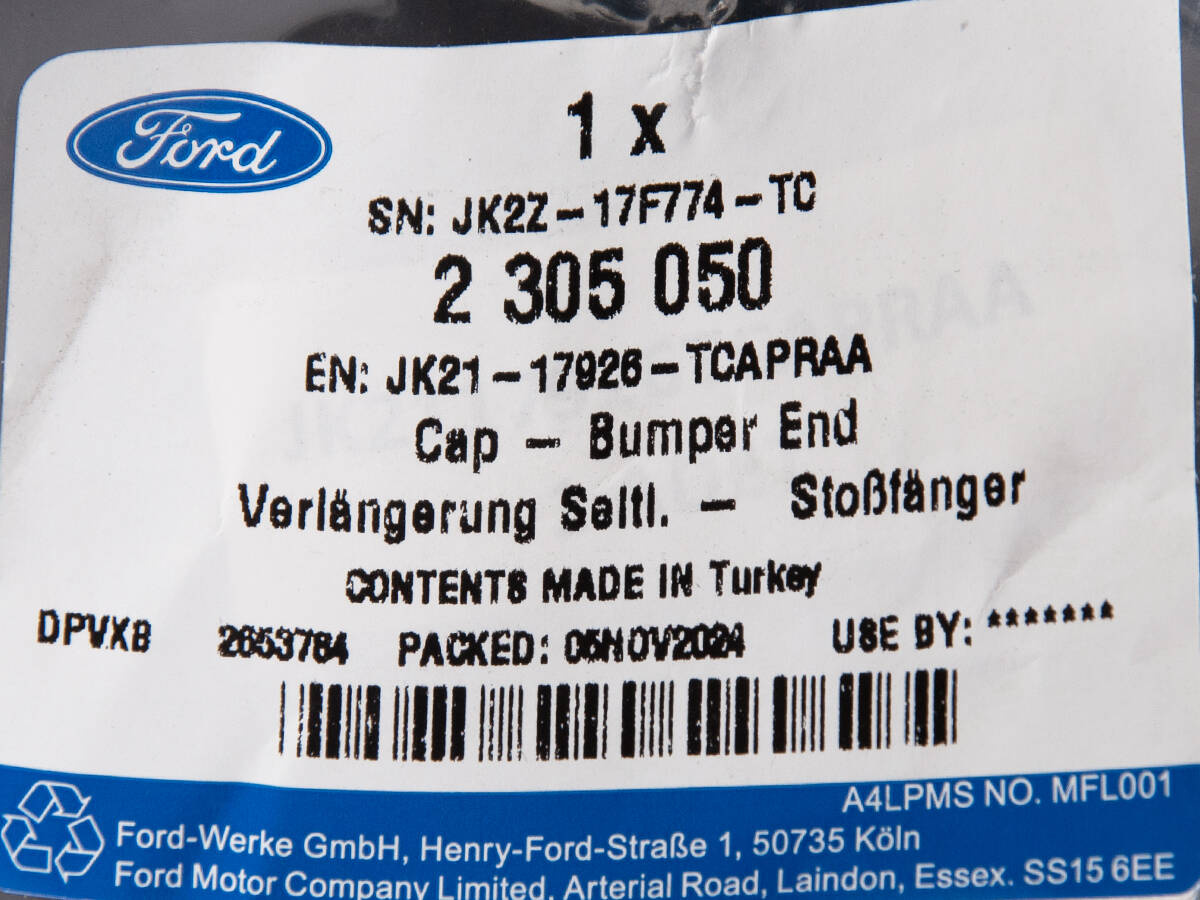 Ford
1 x
SN: JK2Z-17F774-TC
2 305 050
EN: JK21-17926-TCAPRAA
Cap - Bumper End
Verlängerung Seitl. - Stoßfänger
CONTENTS MADE IN Turkey
DPVXB 2653784 PACKED: 05NOV2024 USE BY: *******
A4LPMS NO. MFL001
Ford-Werke GmbH, Henry-Ford-Straße 1, 50735 Köln
Ford Motor Company Limited, Arterial Road, Laindon, Essex. SS15 6EE